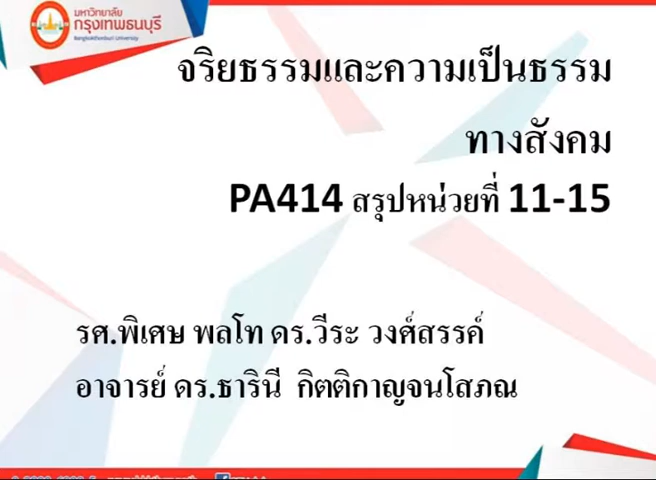 มหาวิทยาลัย
กรุงเทพธนบุรี
Bangkokthonburi University
จริยธรรมและความเป็นธรรม
ทางสังคม
PA414 สรุปหน่วยที่ 11-15
รศ.พิเศษ พลโท ดร.วีระ วงศ์สรรค์
อาจารย์ ดร.ธารินี กิตติกาญจนโสภณ